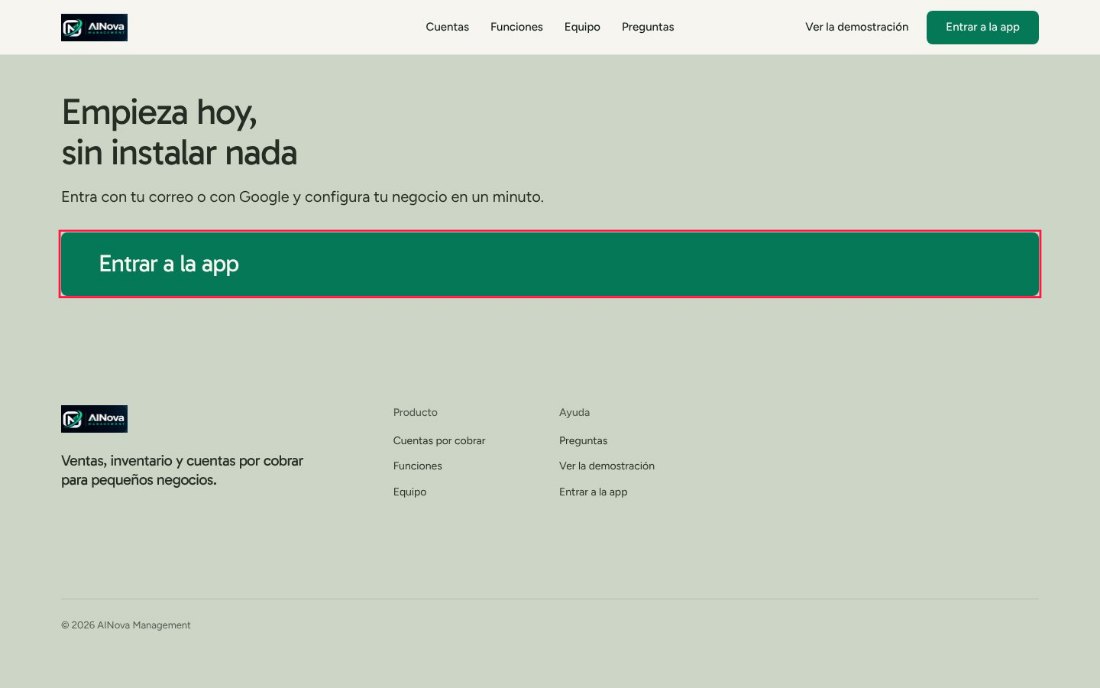 AINova
MANAGEMENT
Cuentas
Funciones
Equipo
Preguntas
Ver la demostración
Entrar a la app
Empieza hoy,
sin instalar nada
Entra con tu correo o con Google y configura tu negocio en un minuto.
Entrar a la app
AINova
MANAGEMENT
Ventas, inventario y cuentas por cobrar
para pequeños negocios.
Producto
Cuentas por cobrar
Funciones
Equipo
Ayuda
Preguntas
Ver la demostración
Entrar a la app
© 2026 AINova Management